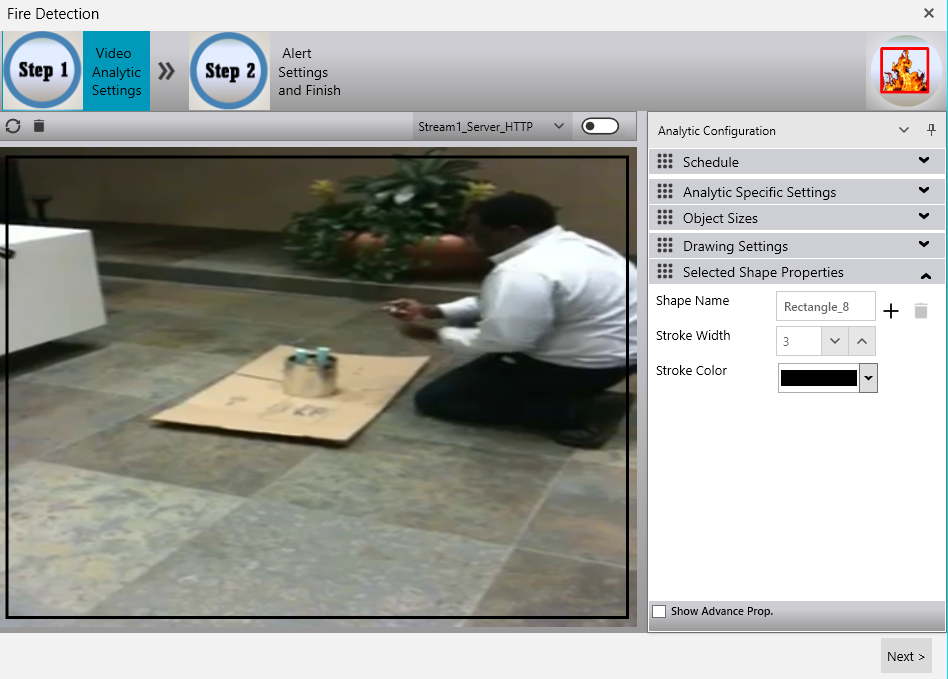 Fire Detection
Step 1
Video
Analytic
Settings
Step 2
Alert
Settings
and Finish
Stream1_Server_HTTP
Analytic Configuration
Schedule
Analytic Specific Settings
Object Sizes
Drawing Settings
Selected Shape Properties
Shape Name
Rectangle_8
Stroke Width
3
Stroke Color
Show Advance Prop.
Next >